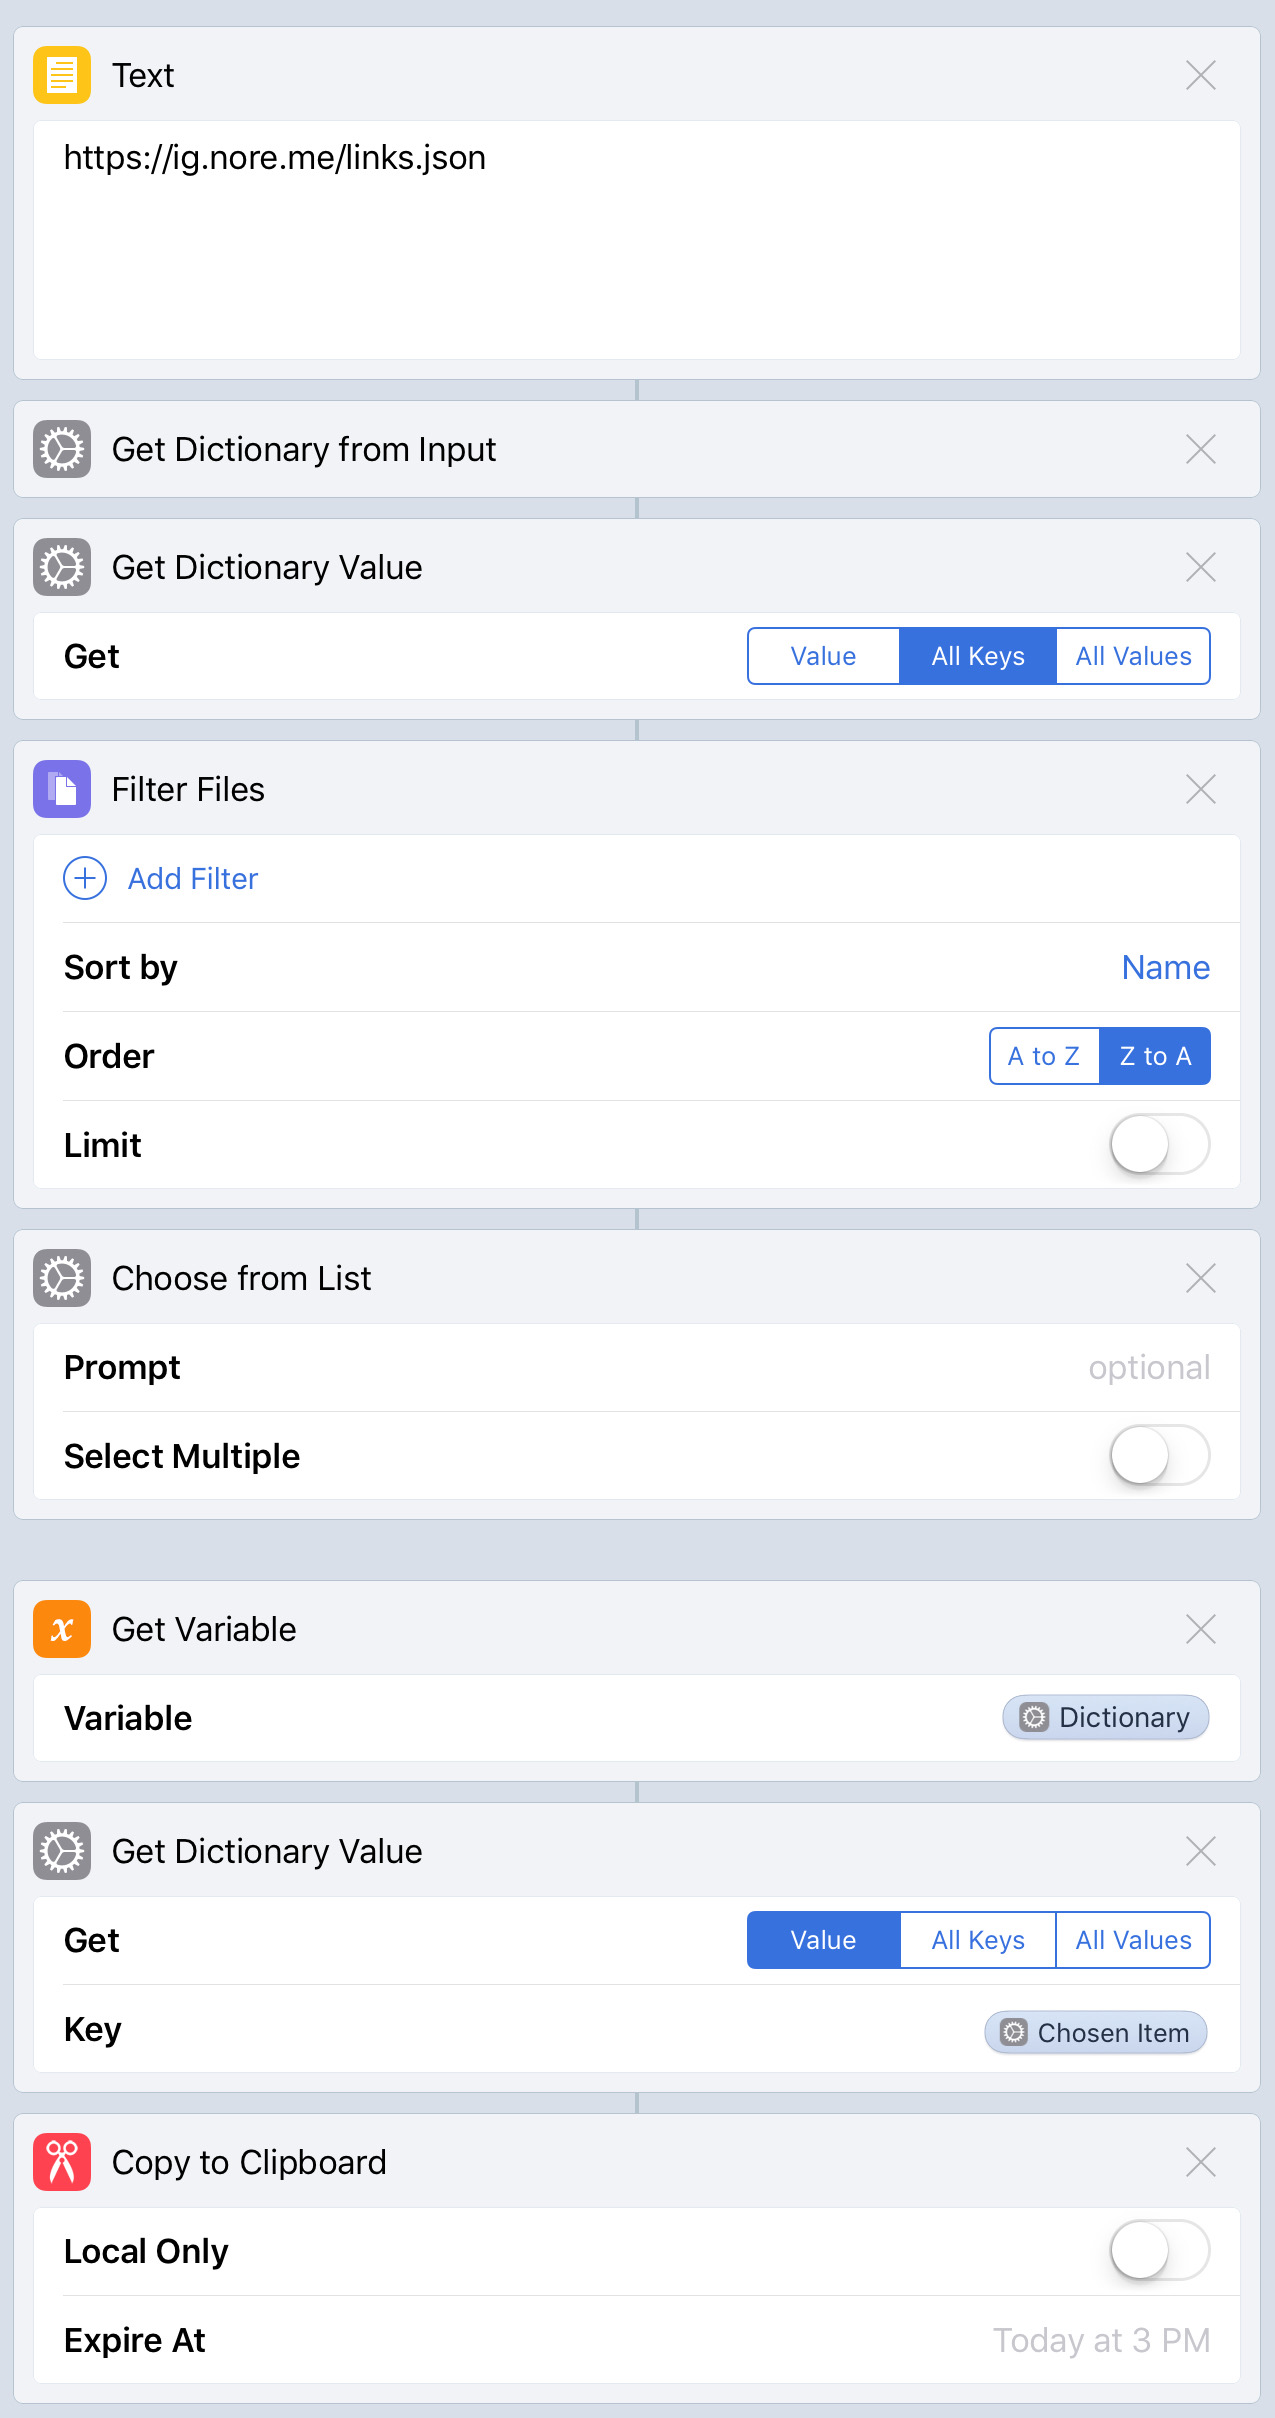 Text
https://ig.nore.me/links.json
Get Dictionary from Input
Get Dictionary Value
Get Value All Keys All Values
Filter Files
Add Filter
Sort by Name
Order A to Z Z to A
Limit
Choose from List
Prompt optional
Select Multiple
x Get Variable
Variable Dictionary
Get Dictionary Value
Get Value All Keys All Values
Key Chosen Item
Copy to Clipboard
Local Only
Expire At Today at 3 PM